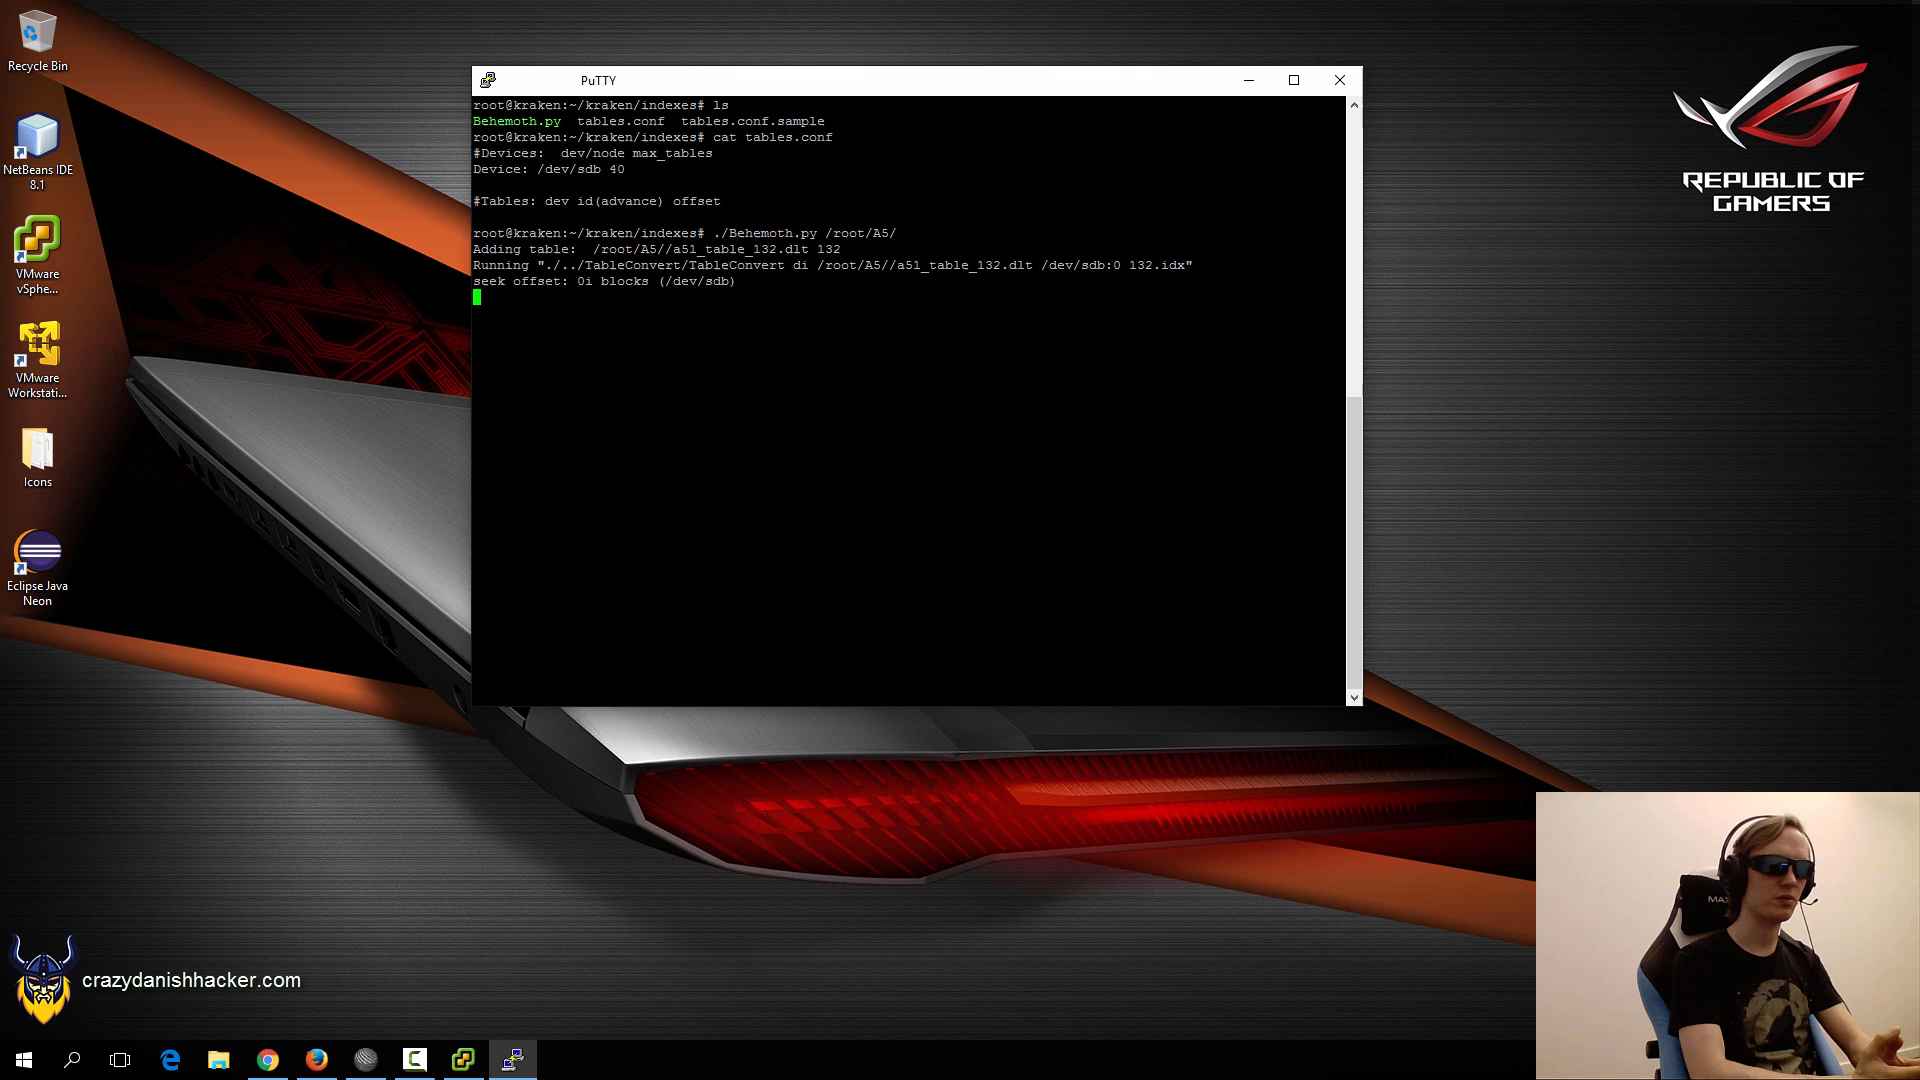 Recycle Bin
NetBeans IDE
8.1
VMware
vSphe...
VMware
Workstati...
Icons
Eclipse Java
Neon
PuTTY
root@kraken:~/kraken/indexes# ls
Behemoth.py  tables.conf  tables.conf.sample
root@kraken:~/kraken/indexes# cat tables.conf
#Devices:  dev/node max_tables
Device: /dev/sdb 40
#Tables: dev id(advance) offset
root@kraken:~/kraken/indexes# ./Behemoth.py /root/A5/
Adding table:  /root/A5//a51_table_132.dlt 132
Running "./../TableConvert/TableConvert di /root/A5//a51_table_132.dlt /dev/sdb:0 132.idx"
seek offset: 0i blocks (/dev/sdb)
REPUBLIC OF
GAMERS
crazydanishhacker.com